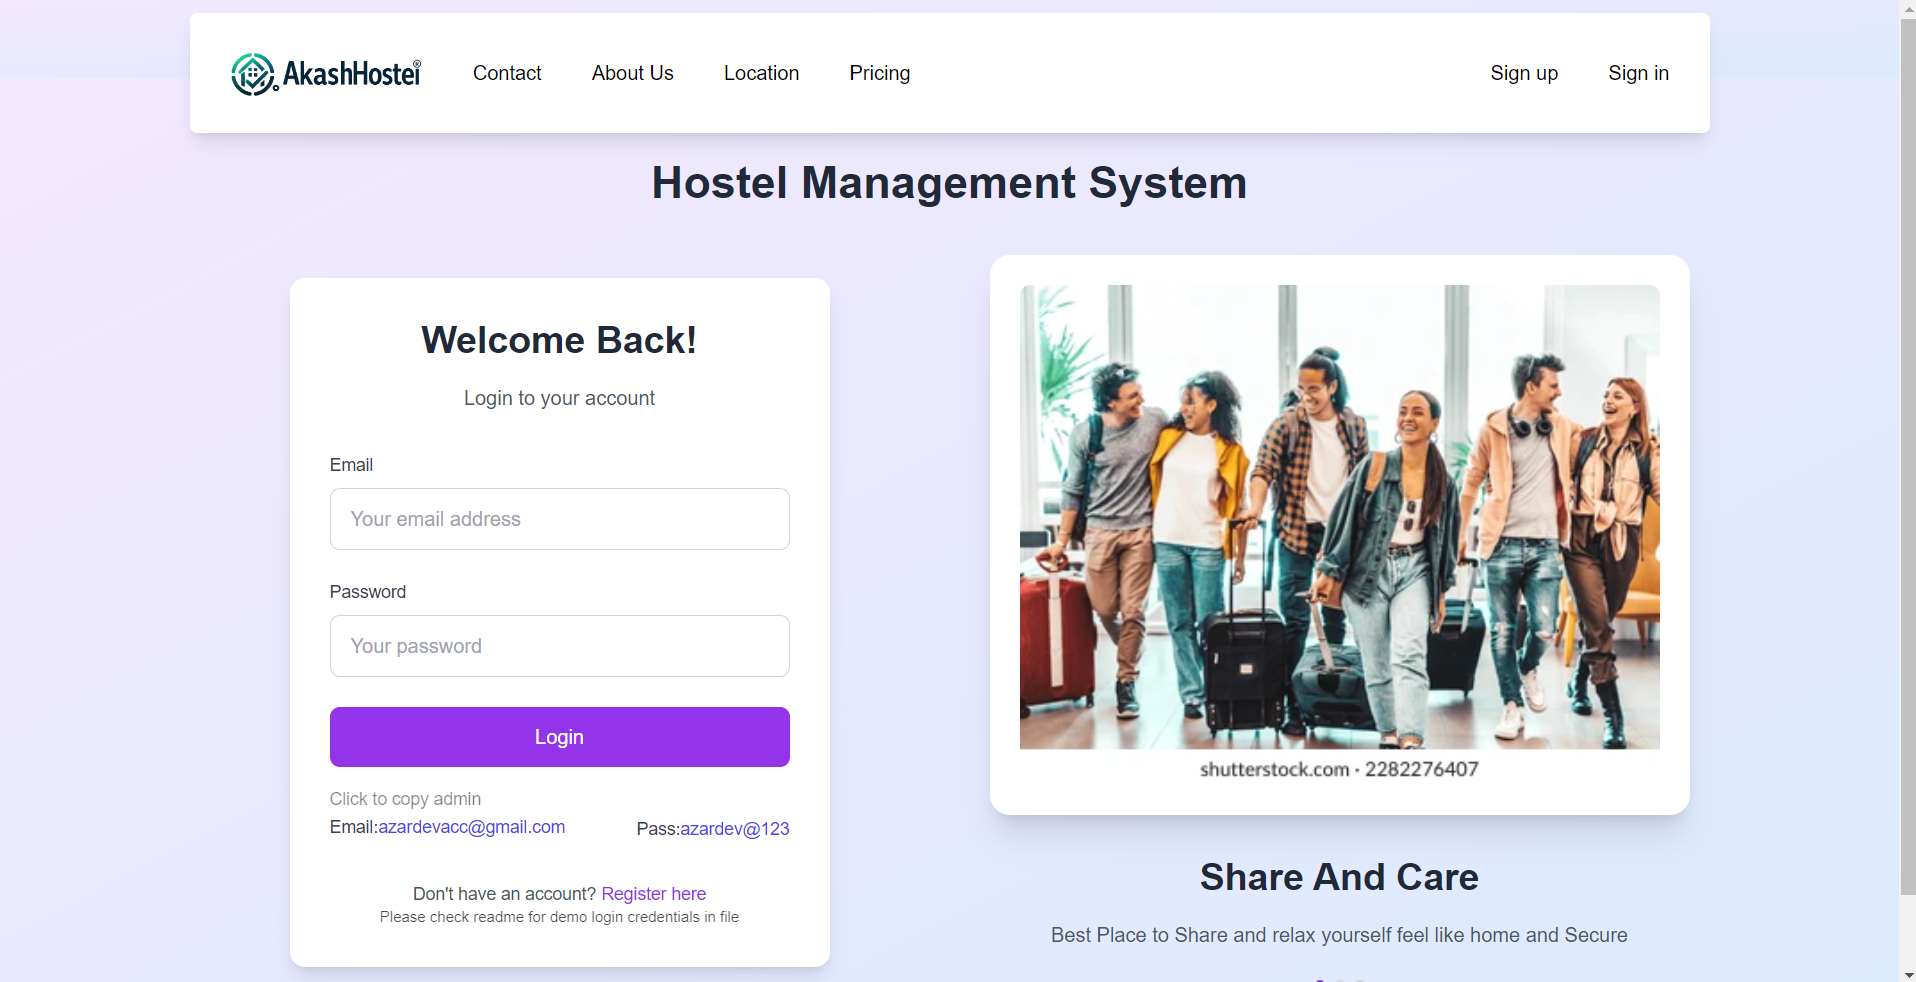 AkashHostel®
Contact
About Us
Location
Pricing
Sign up
Sign in
Hostel Management System
Welcome Back!
Login to your account
Email
Your email address
Password
Your password
Login
Click to copy admin
Email:azardevacc@gmail.com
Pass:azardev@123
Don't have an account? Register here
Please check readme for demo login credentials in file
shutterstock.com · 2282276407
Share And Care
Best Place to Share and relax yourself feel like home and Secure